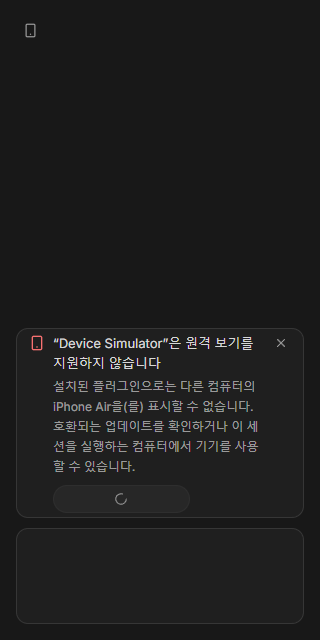 “Device Simulator”은 원격 보기를
지원하지 않습니다
설치된 플러그인으로는 다른 컴퓨터의
iPhone Air을(를) 표시할 수 없습니다.
호환되는 업데이트를 확인하거나 이 세
션을 실행하는 컴퓨터에서 기기를 사용
할 수 있습니다.